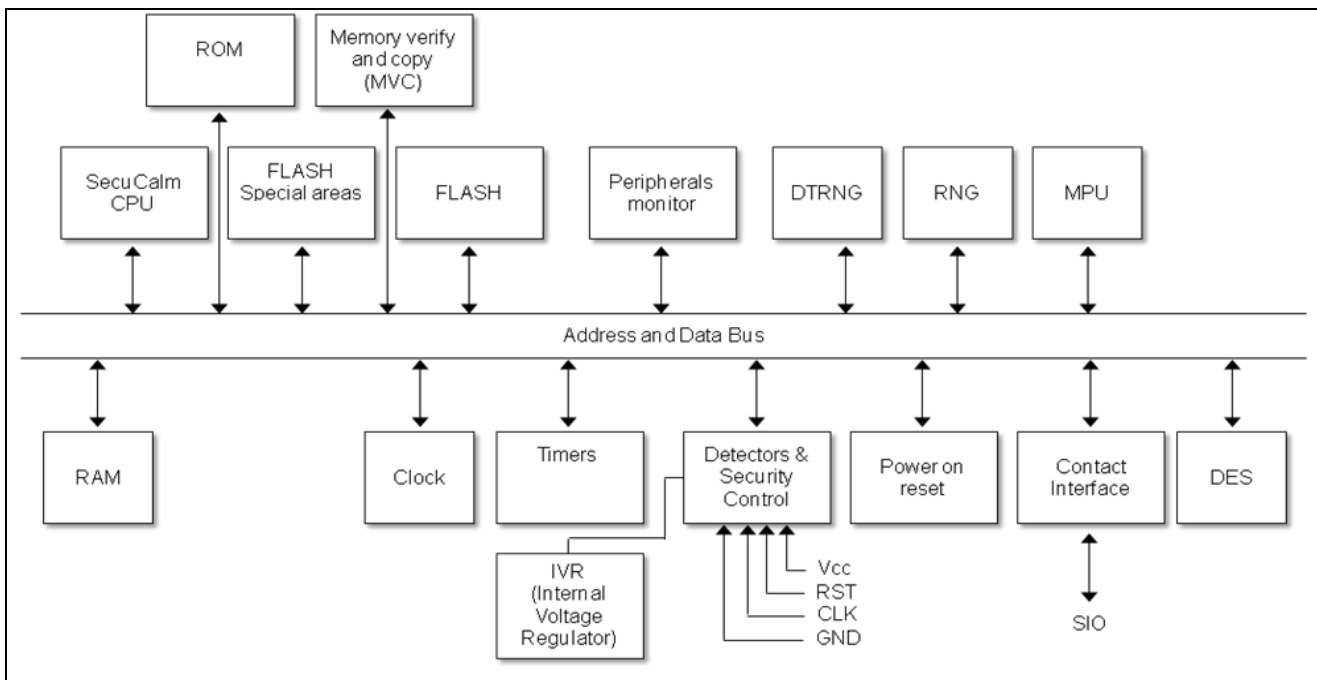 ROM
Memory verify
and copy
(MVC)
SecuCalm
CPU
FLASH
Special areas
FLASH
Peripherals
monitor
DTRNG
RNG
MPU
Address and Data Bus
RAM
Clock
Timers
Detectors &
Security
Control
Power on
reset
Contact
Interface
DES
IVR
(Internal
Voltage
Regulator)
Vcc
RST
CLK
GND
SIO